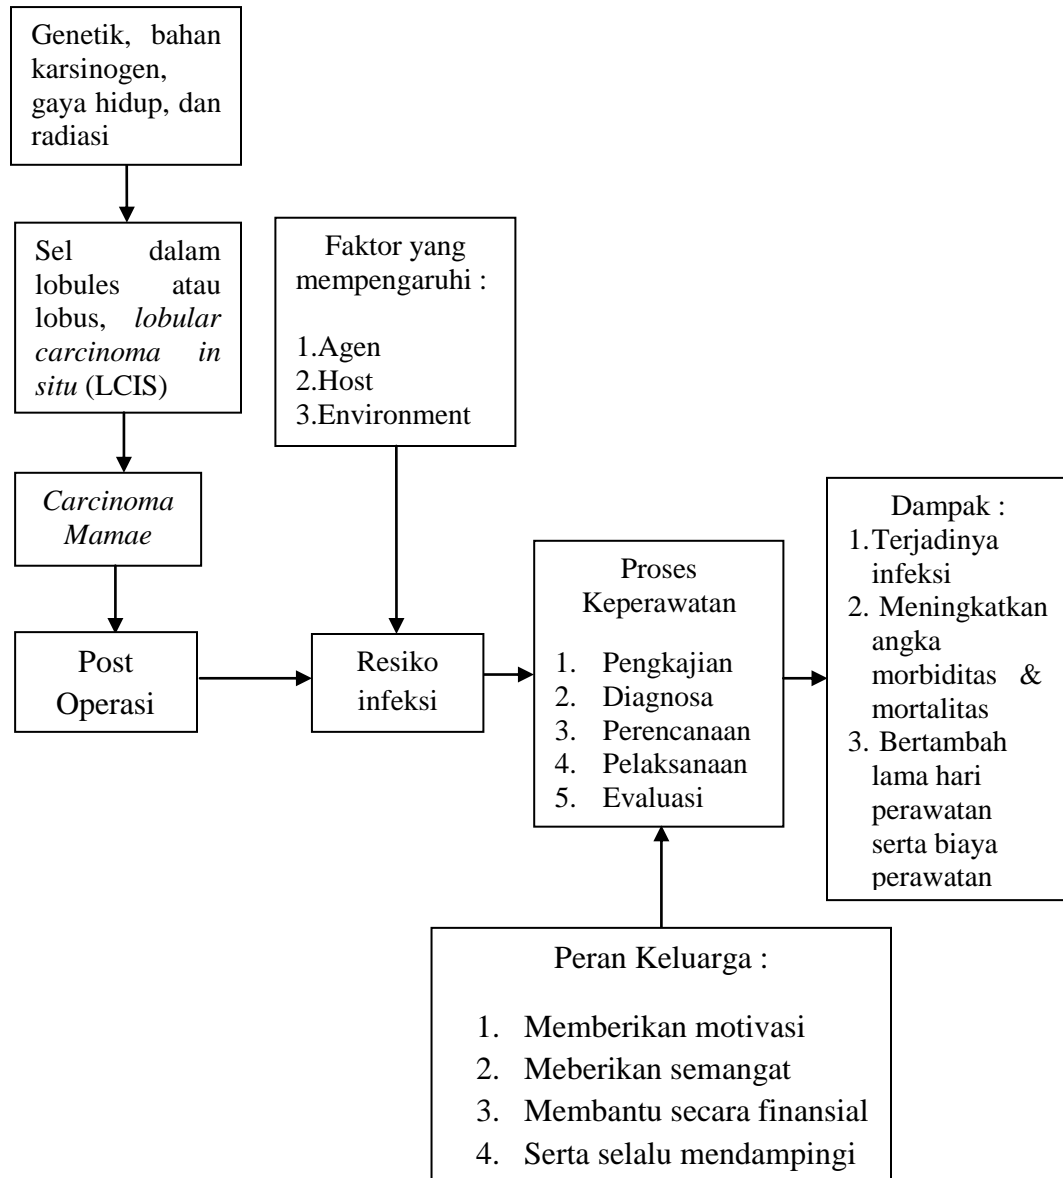 Genetik, bahan
karsinogen,
gaya hidup, dan
radiasi
Sel dalam
lobules atau
lobus, lobular
carcinoma in
situ (LCIS)
Faktor yang
mempengaruhi :
1.Agen
2.Host
3.Environment
Carcinoma
Mamae
Post
Operasi
Resiko
infeksi
Proses
Keperawatan
1. Pengkajian
2. Diagnosa
3. Perencanaan
4. Pelaksanaan
5. Evaluasi
Dampak :
1.Terjadinya
infeksi
2. Meningkatkan
angka
morbiditas &
mortalitas
3. Bertambah
lama hari
perawatan
serta biaya
perawatan
Peran Keluarga :
1. Memberikan motivasi
2. Meberikan semangat
3. Membantu secara finansial
4. Serta selalu mendampingi